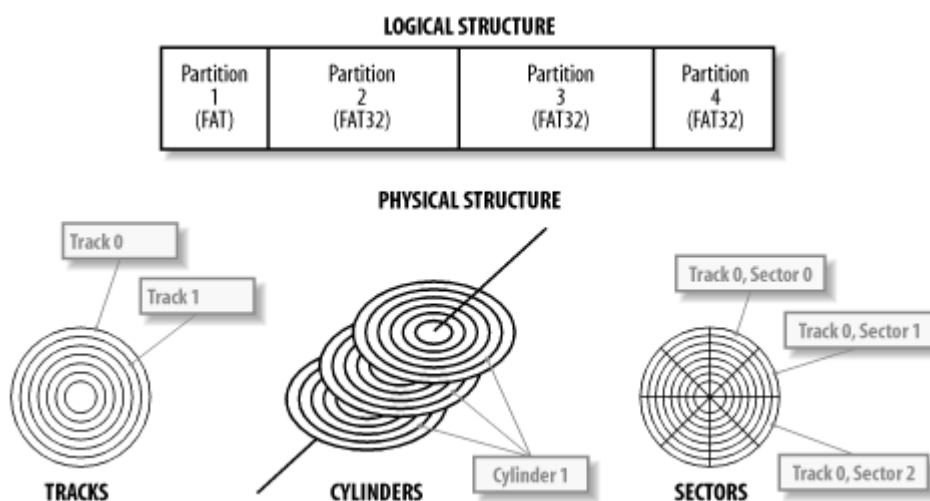 LOGICAL STRUCTURE
Partition
1
(FAT)
Partition
2
(FAT32)
Partition
3
(FAT32)
Partition
4
(FAT32)
PHYSICAL STRUCTURE
Track 0
Track 1
TRACKS
Cylinder 1
CYLINDERS
Track 0, Sector 0
Track 0, Sector 1
Track 0, Sector 2
SECTORS